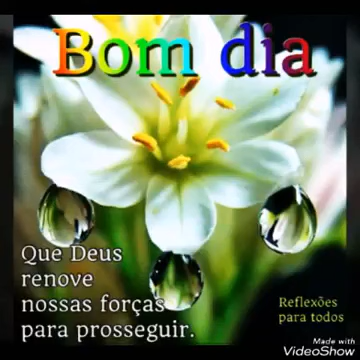 Bom dia
Que Deus
renove
nossas forças
para prosseguir.
Reflexões
para todos
Made with
VideoShow